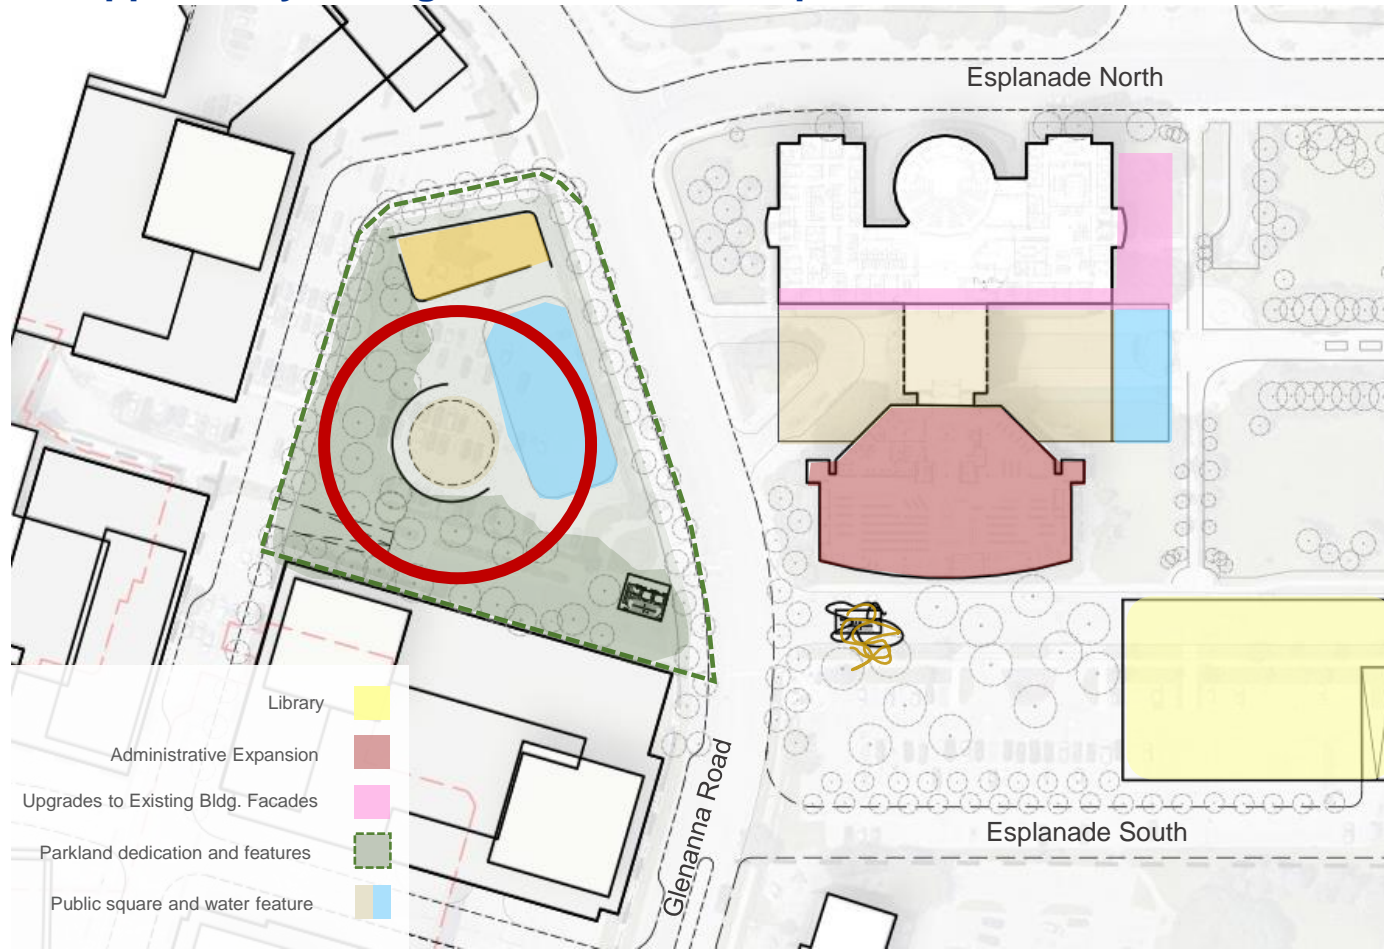 Esplanade North
Library
Administrative Expansion
Upgrades to Existing Bldg. Facades
Parkland dedication and features
Public square and water feature
Glenanna Road
Esplanade South